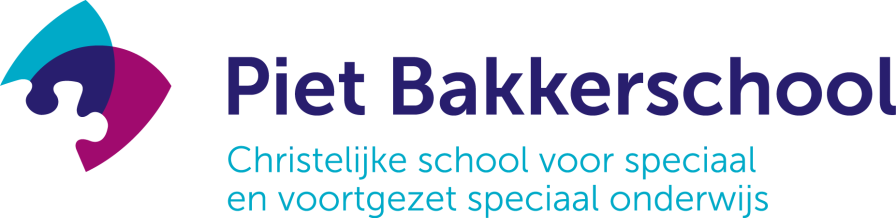 Piet Bakkerschool
Christelijke school voor speciaal
en voortgezet speciaal onderwijs